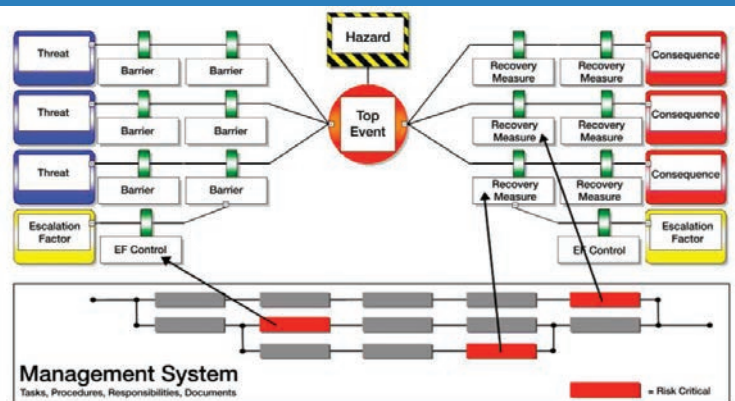 Hazard
Threat
Barrier
Barrier
Recovery
Measure
Recovery
Measure
Consequence
Top
Event
Threat
Barrier
Barrier
Recovery
Measure
Recovery
Measure
Consequence
Threat
Barrier
Barrier
Recovery
Measure
Recovery
Measure
Consequence
Escalation
Factor
EF Control
EF Control
Escalation
Factor
Management System
Tasks, Procedures, Responsibilities, Documents
= Risk Critical